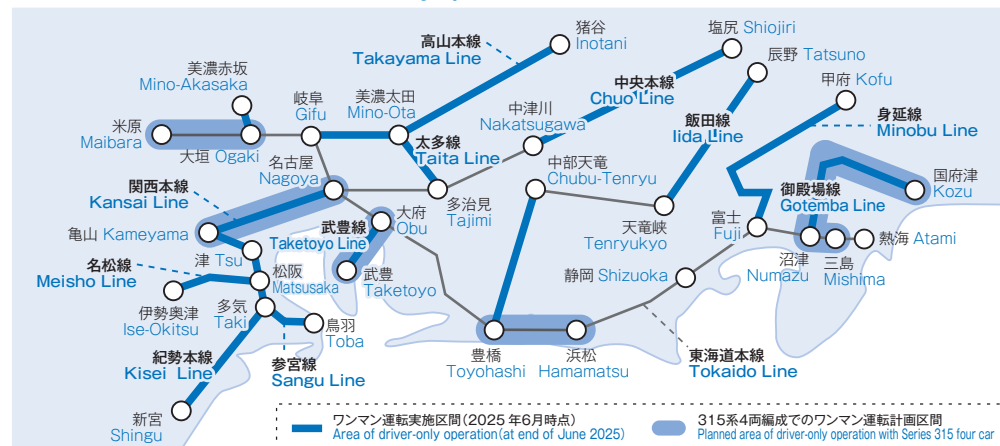 猪谷
Inotani
高山本線
Takayama Line
塩尻 Shiojiri
辰野 Tatsuno
甲府 Kofu
美濃赤坂
Mino-Akasaka
岐阜
Gifu
美濃太田
Mino-Ota
中央本線
Chuo Line
中津川
Nakatsugawa
米原
Maibara
大垣 Ogaki
太多線
Taita Line
飯田線
Iida Line
身延線
Minobu Line
名古屋
Nagoya
中部天竜
Chubu-Tenryu
関西本線
Kansai Line
多治見
Tajimi
御殿場線
Gotemba Line
国府津
Kozu
亀山 Kameyama
武豊線
Taketoyo Line
大府
Obu
天竜峡
Tenryukyo
富士
Fuji
熱海 Atami
津 Tsu
名松線
Meisho Line
松阪
Matsusaka
武豊
Taketoyo
静岡 Shizuoka
沼津
Numazu
三島
Mishima
伊勢奥津
Ise-Okitsu
多気
Taki
鳥羽
Toba
紀勢本線
Kisei Line
参宮線
Sangu Line
豊橋
Toyohashi
浜松
Hamamatsu
東海道本線
Tokaido Line
新宮
Shingu
ワンマン運転実施区間(2025年6月時点)
Area of driver-only operation(at end of June 2025)
315系4両編成でのワンマン運転計画区間
Planned area of driver-only operation with Series 315 four car